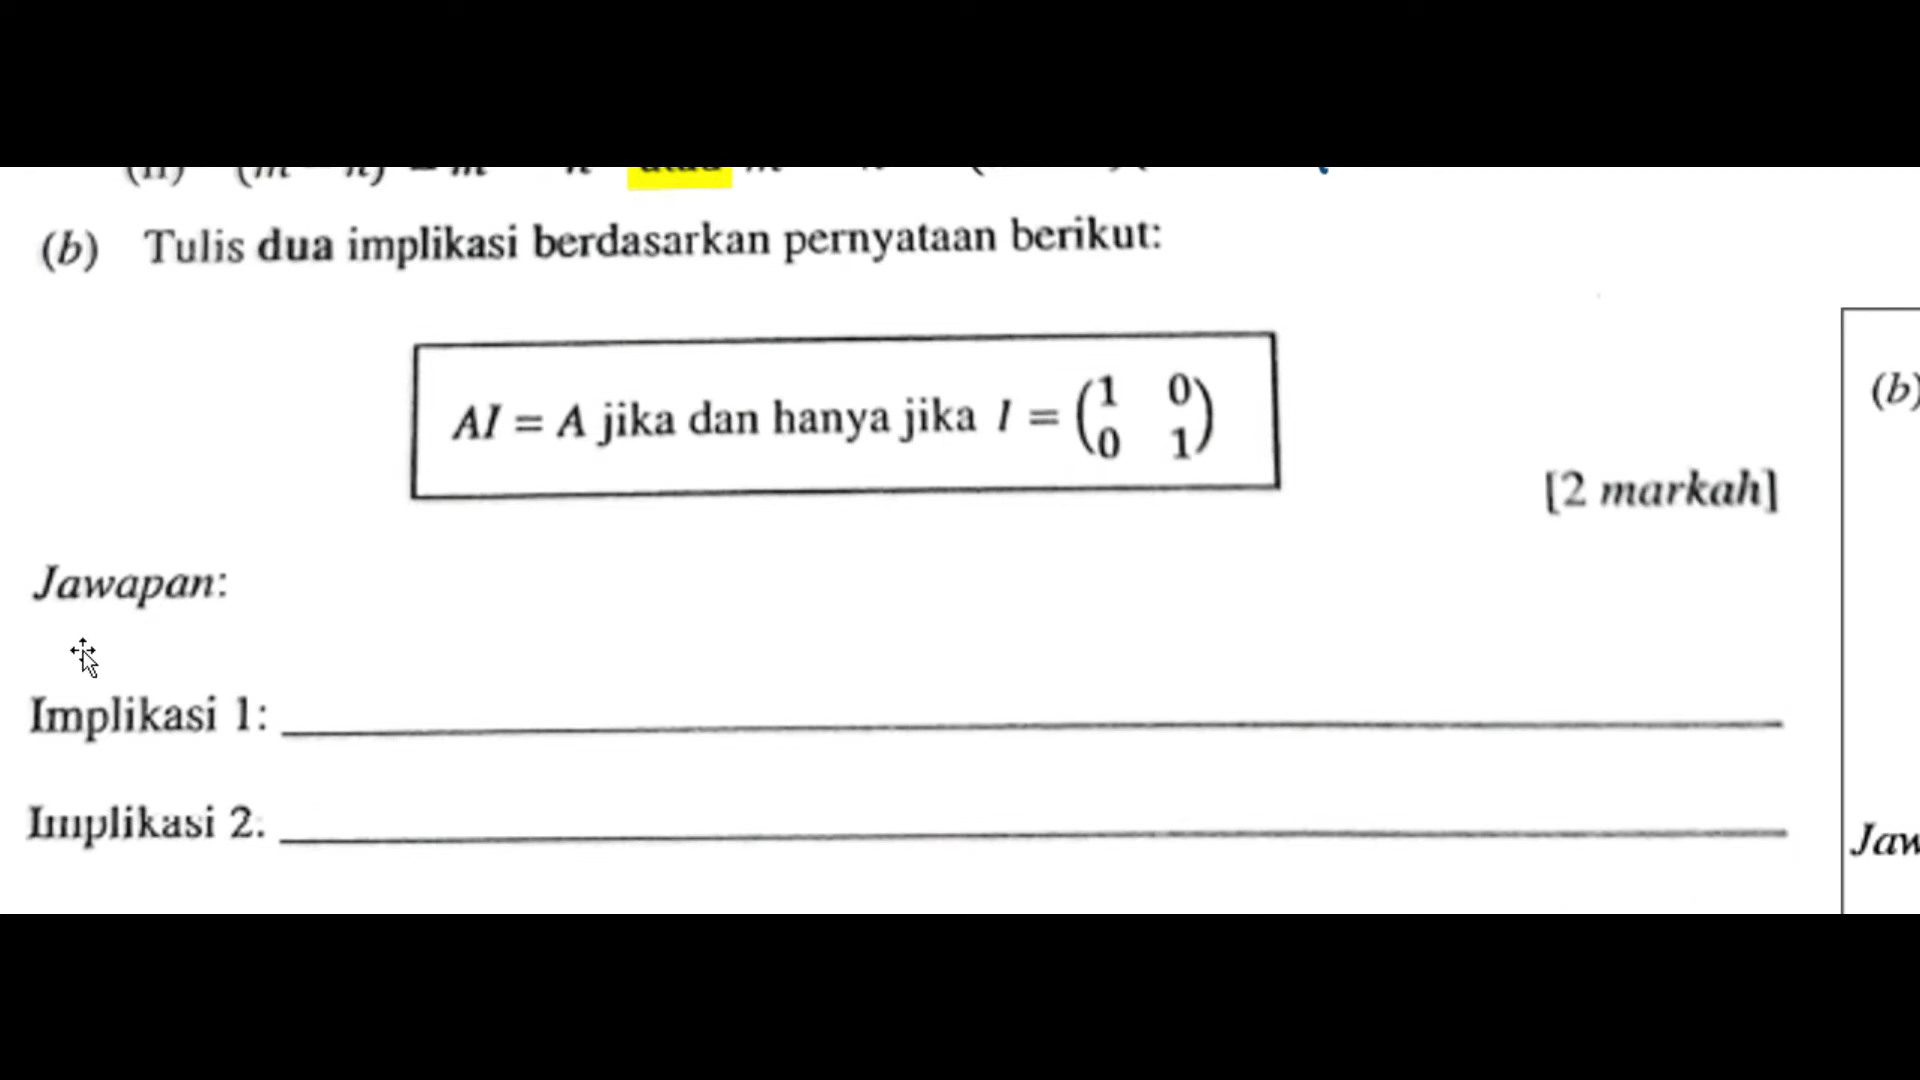 (b) Tulis dua implikasi berdasarkan pernyataan berikut:
AI = A jika dan hanya jika I = (1 0
0 1)
[2 markah]
Jawapan:
Implikasi 1:
Implikasi 2.
(b)
Jaw